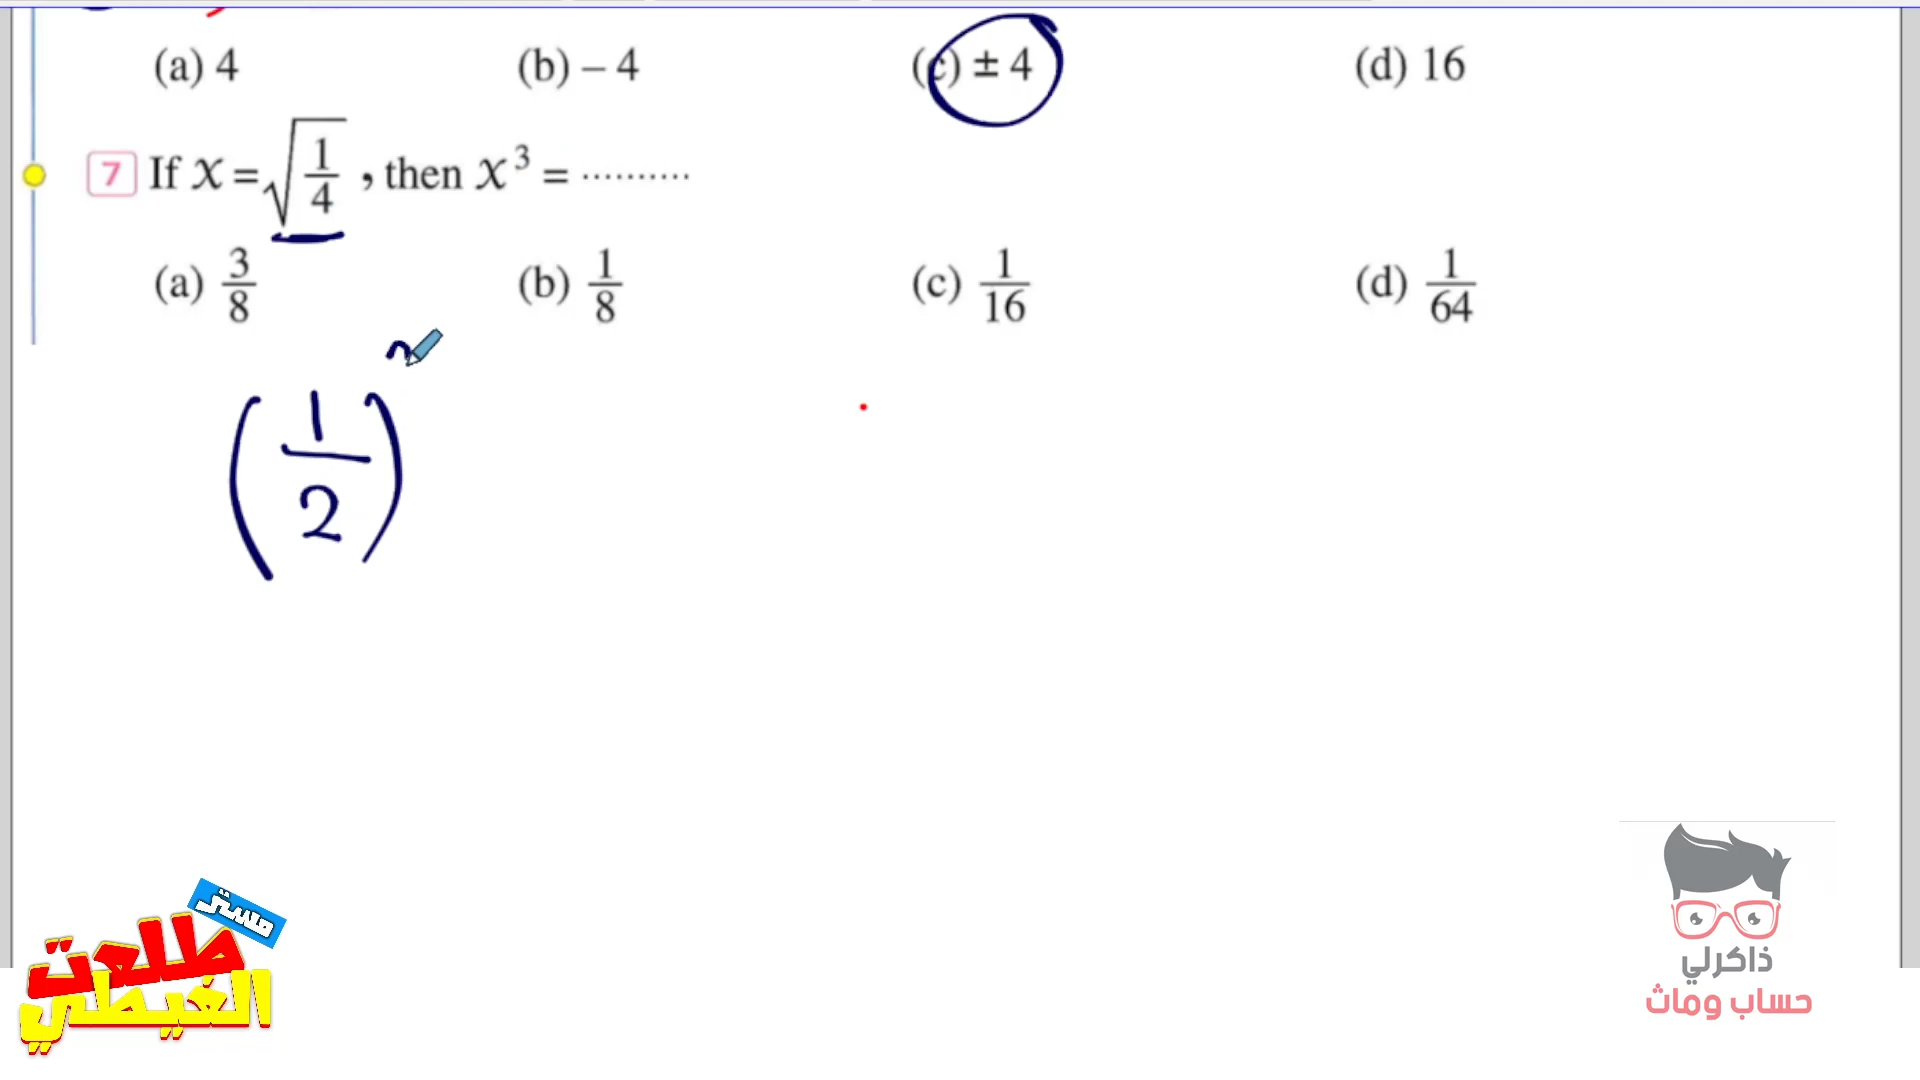 (a) 4 (b) – 4 (c) ± 4 (d) 16
7 If x = √(1/4) , then x³ = ..........
(a) 3/8 (b) 1/8 (c) 1/16 (d) 1/64
(1/2)
مستر
طلعت
الغيطي
ذاكرلي
حساب وماث